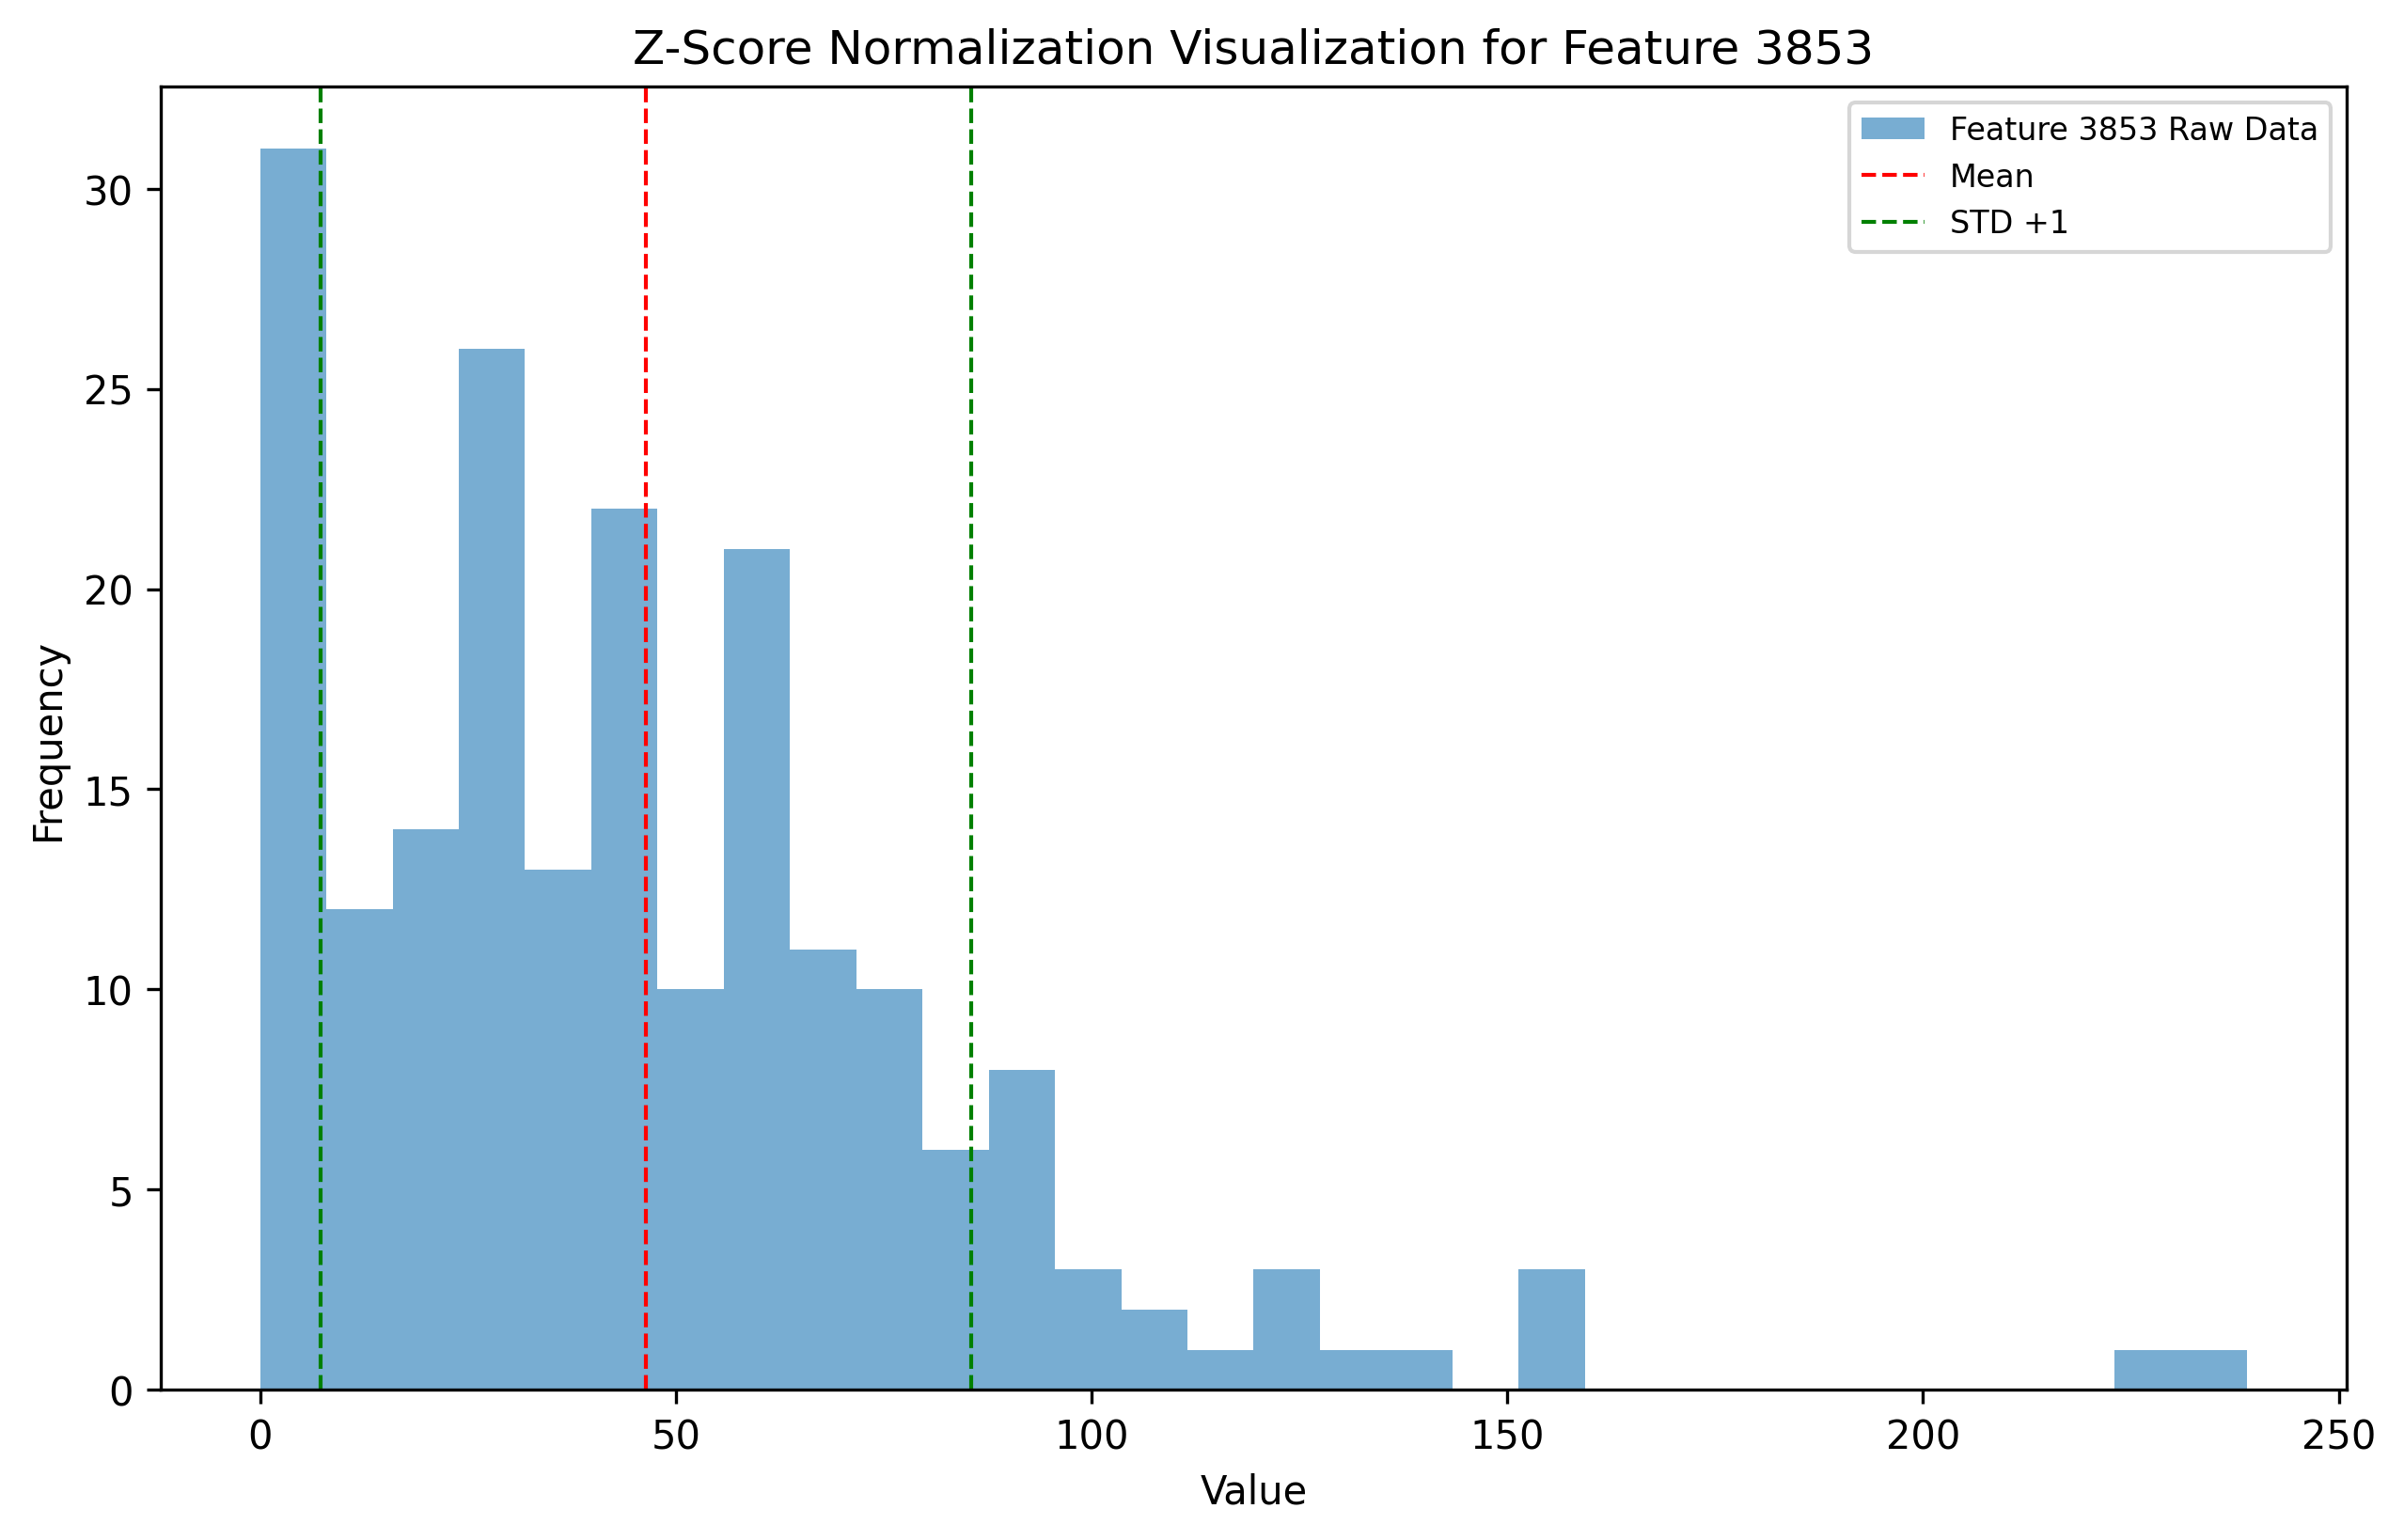 Z-Score Normalization Visualization for Feature 3853
Feature 3853 Raw Data
Mean
STD +1
30
25
20
15
10
5
0
Frequency
0 50 100 150 200 250
Value